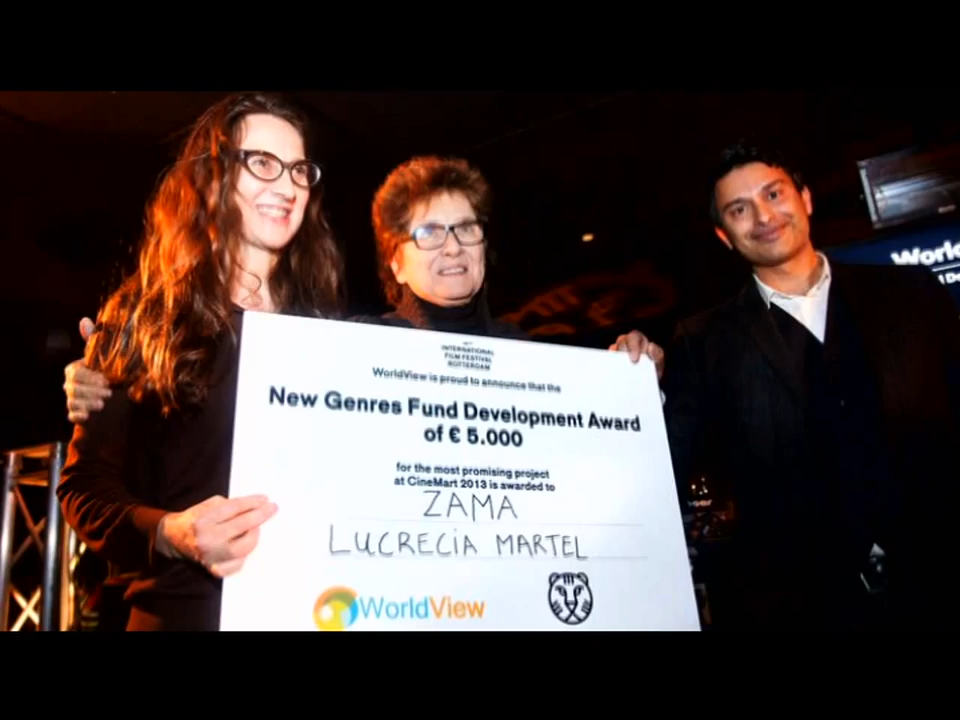 INTERNATIONAL
FILM FESTIVAL
ROTTERDAM
WorldView is proud to announce that the
New Genres Fund Development Award
of € 5.000
for the most promising project
at CineMart 2013 is awarded to
ZAMA
LUCRECIA MARTEL
WorldView
World